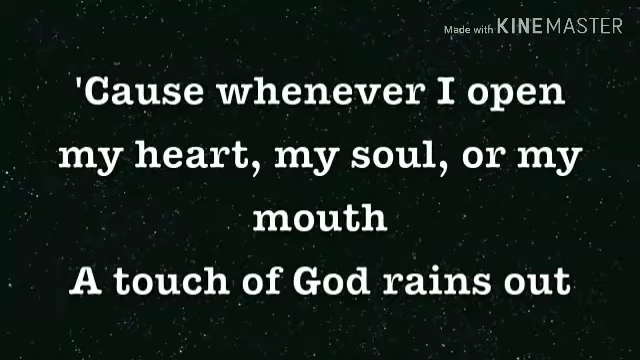 Made with KINEMASTER
'Cause whenever I open
my heart, my soul, or my
mouth
A touch of God rains out